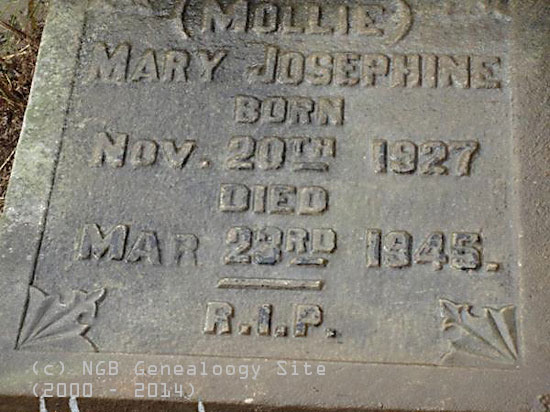 (MOLLIE)
MARY JOSEPHINE
BORN
NOV. 20TH 1927
DIED
MAR 23RD 1945.
R.I.P.
(c) NGB Genealoogy Site
(2000 - 2014)